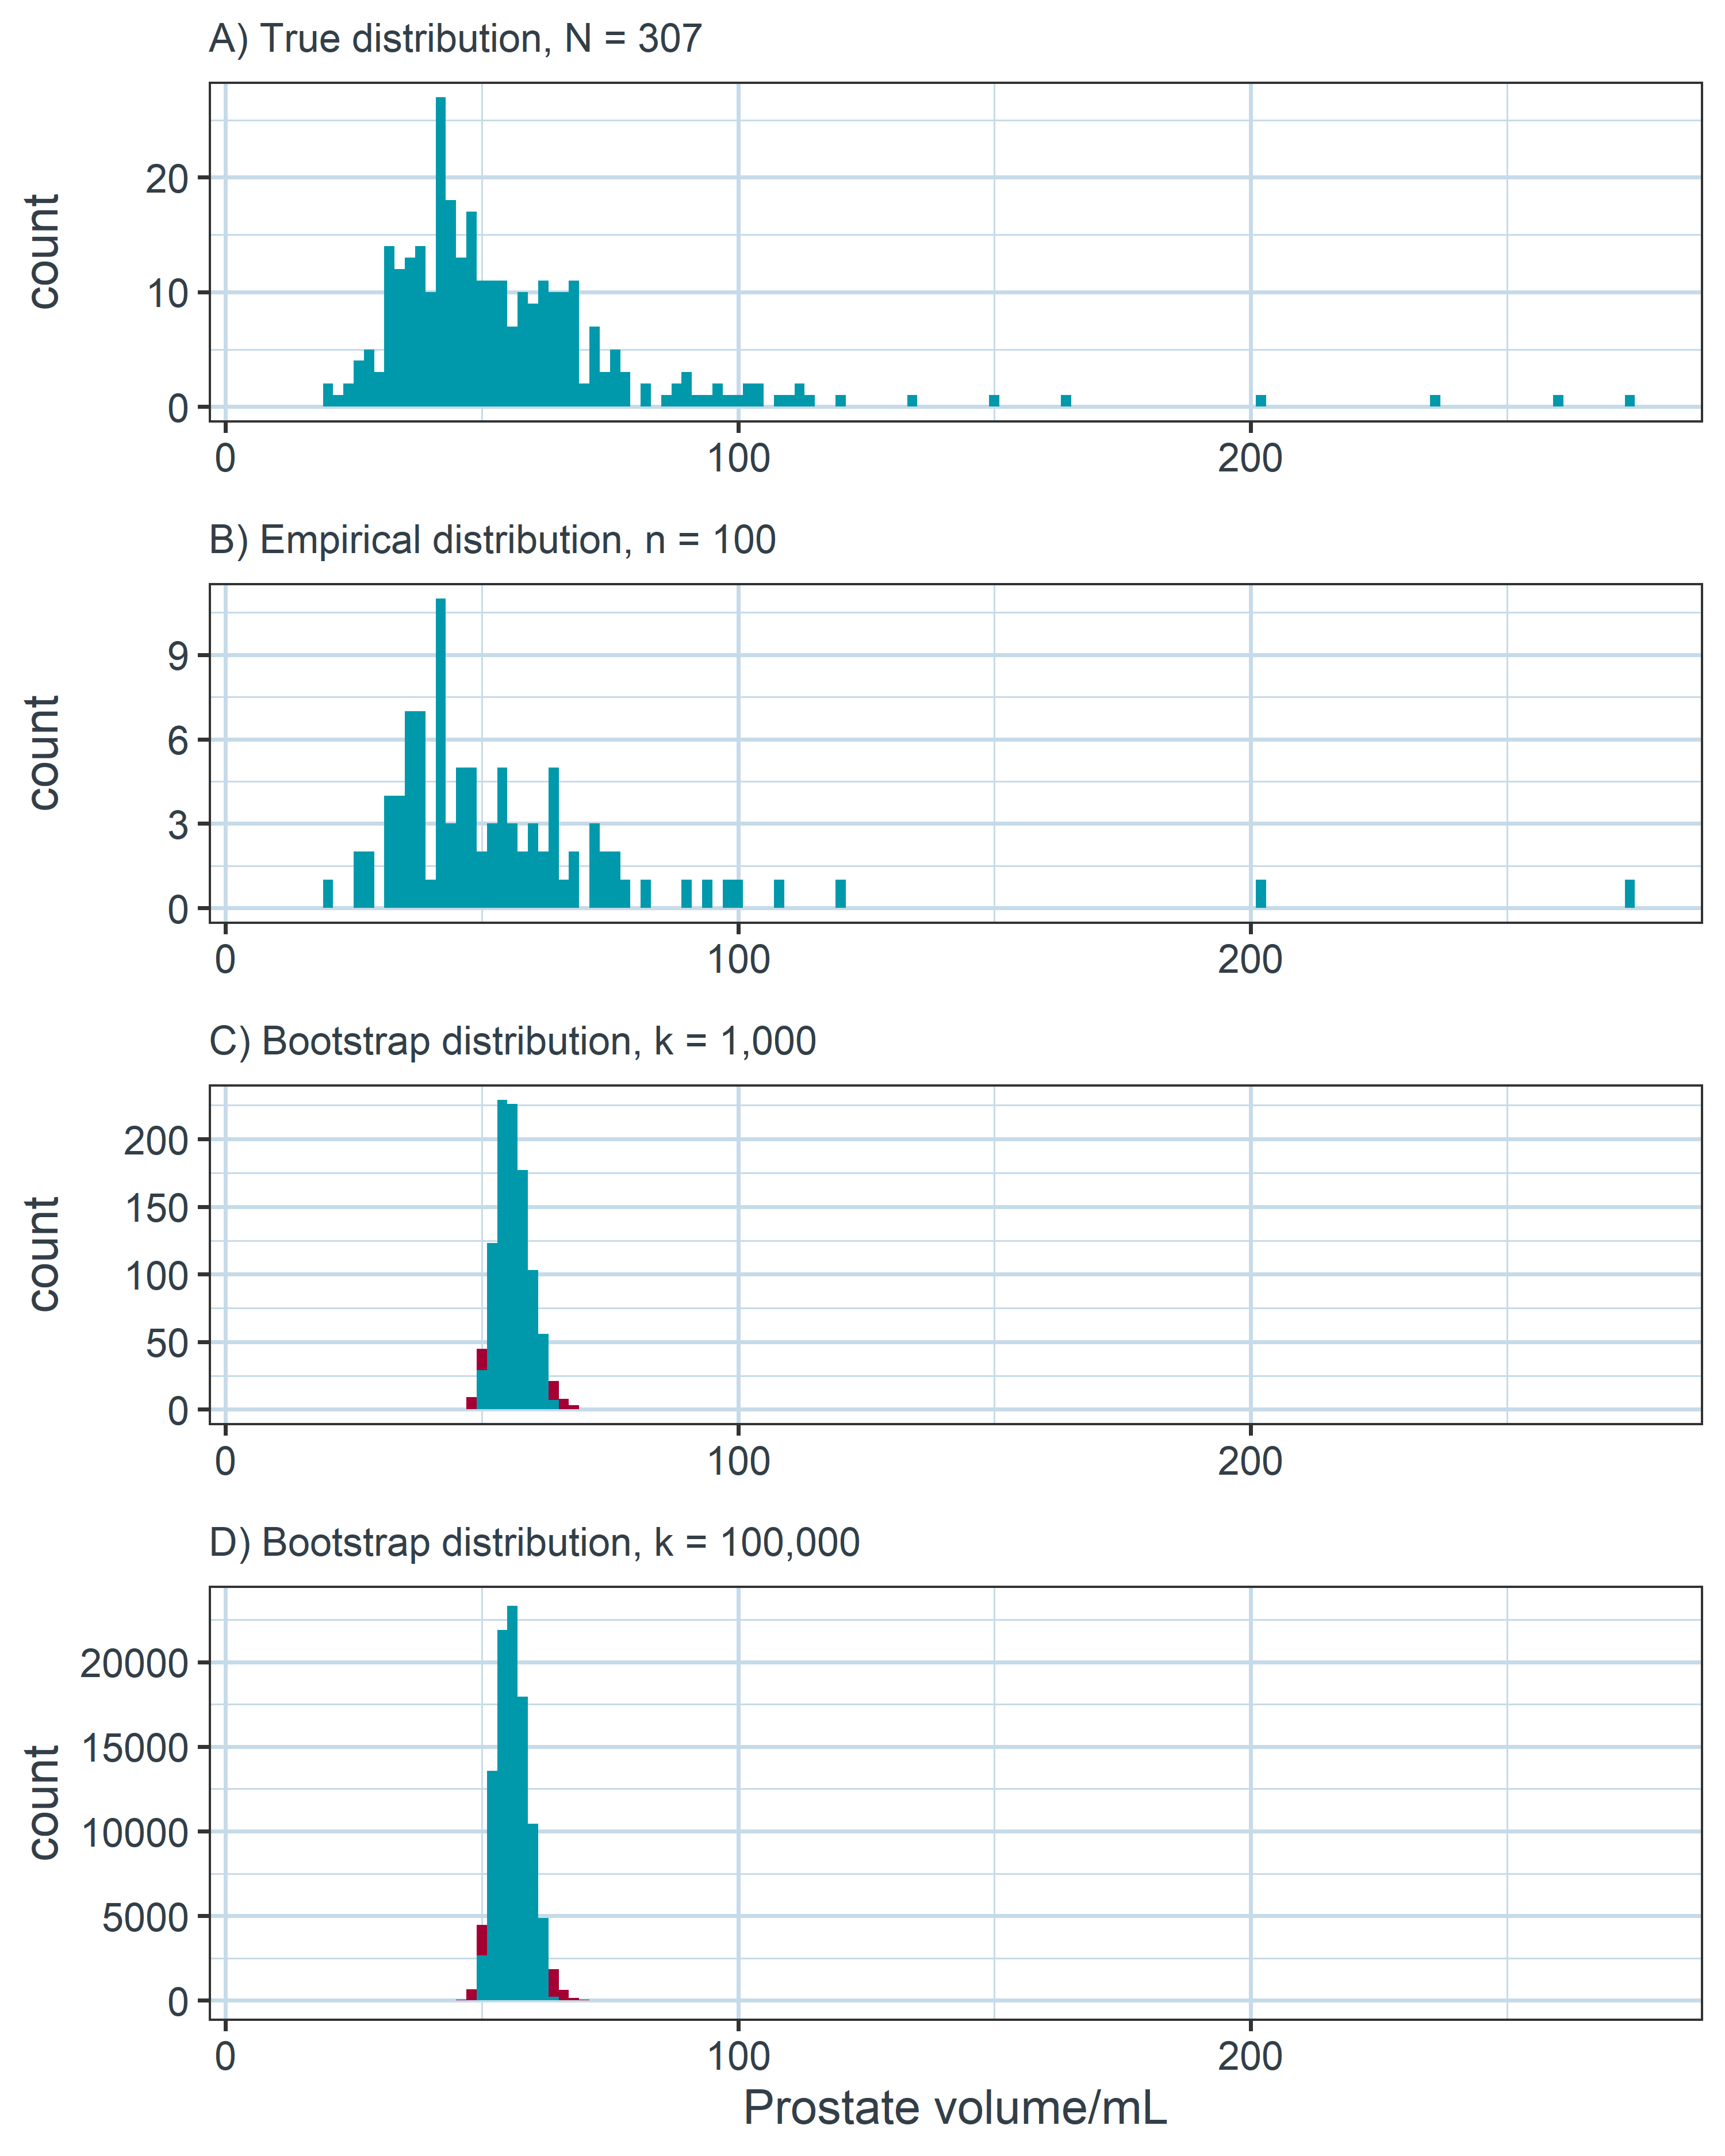 A) True distribution, N = 307
count
20
10
0
0 100 200
B) Empirical distribution, n = 100
count
9
6
3
0
0 100 200
C) Bootstrap distribution, k = 1,000
count
200
150
100
50
0
0 100 200
D) Bootstrap distribution, k = 100,000
count
20000
15000
10000
5000
0
0 100 200
Prostate volume/mL